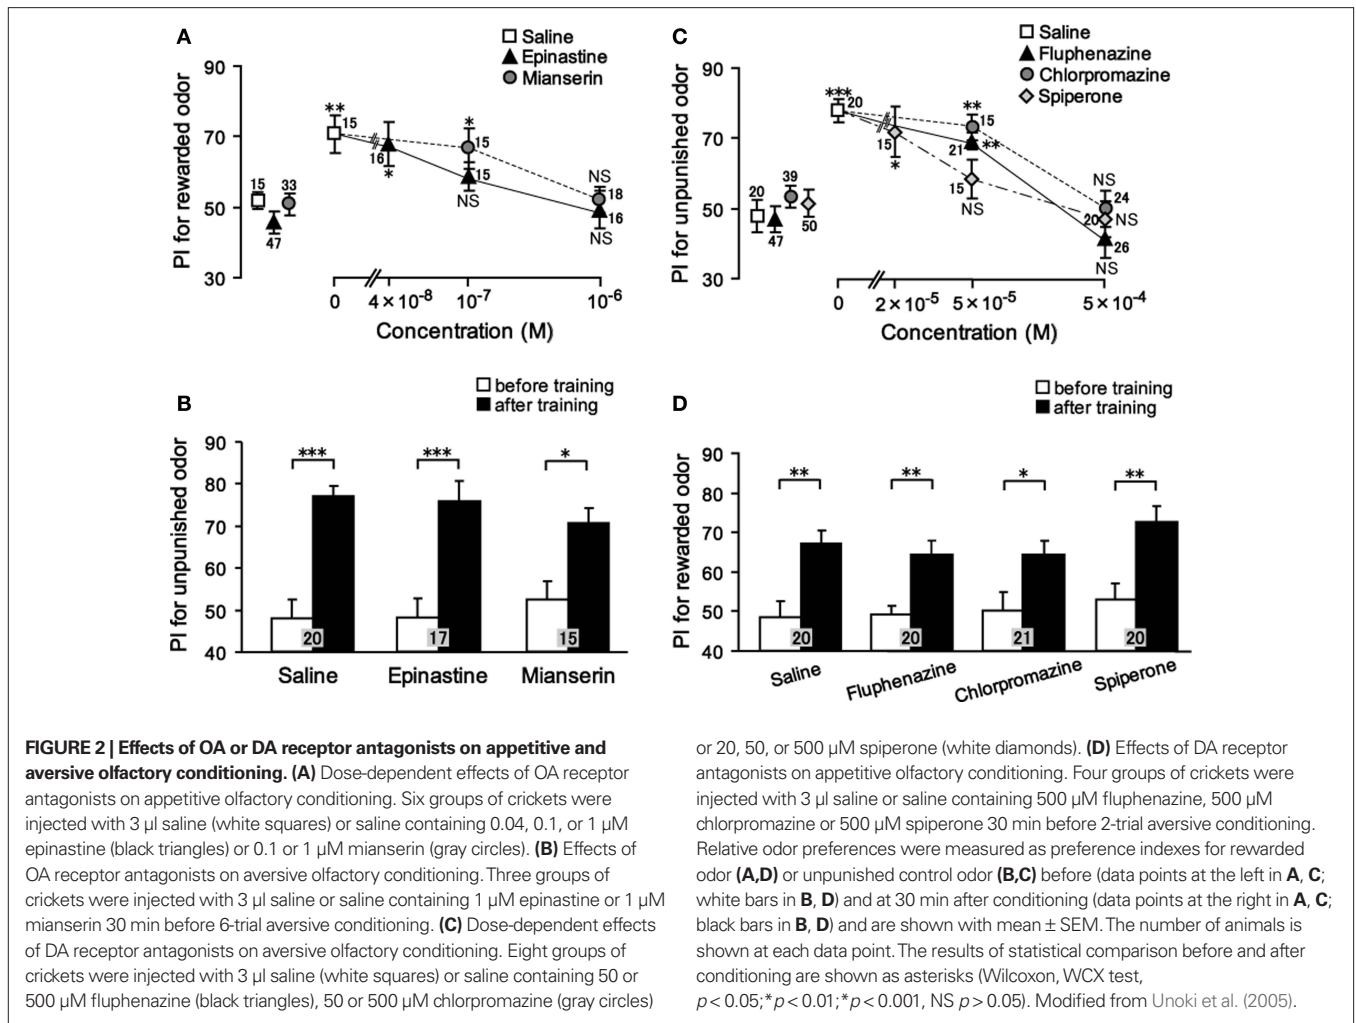 A
Saline
Epinastine
Mianserin
PI for rewarded odor
90
70
50
30
15
33
47
**
15
16
*
*
15
15
NS
NS
18
16
NS
0
4×10-8
10-7
10-6
Concentration (M)
C
Saline
Fluphenazine
Chlorpromazine
Spiperone
PI for unpunished odor
90
70
50
30
20
39
47
50
***
20
15
*
**
15
21
**
15
NS
NS
24
20
NS
26
NS
0
2×10-5
5×10-5
5×10-4
Concentration (M)
B
before training
after training
PI for unpunished odor
90
80
70
60
50
40
***
***
*
20
17
15
Saline
Epinastine
Mianserin
D
before training
after training
PI for rewarded odor
90
80
70
60
50
40
**
**
*
**
20
20
21
20
Saline
Fluphenazine
Chlorpromazine
Spiperone
FIGURE 2 | Effects of OA or DA receptor antagonists on appetitive and
aversive olfactory conditioning. (A) Dose-dependent effects of OA receptor
antagonists on appetitive olfactory conditioning. Six groups of crickets were
injected with 3 µl saline (white squares) or saline containing 0.04, 0.1, or 1 µM
epinastine (black triangles) or 0.1 or 1 µM mianserin (gray circles). (B) Effects of
OA receptor antagonists on aversive olfactory conditioning. Three groups of
crickets were injected with 3 µl saline or saline containing 1 µM epinastine or 1 µM
mianserin 30 min before 6-trial aversive conditioning. (C) Dose-dependent effects
of DA receptor antagonists on aversive olfactory conditioning. Eight groups of
crickets were injected with 3 µl saline (white squares) or saline containing 50 or
500 µM fluphenazine (black triangles), 50 or 500 µM chlorpromazine (gray circles)
or 20, 50, or 500 µM spiperone (white diamonds). (D) Effects of DA receptor
antagonists on appetitive olfactory conditioning. Four groups of crickets were
injected with 3 µl saline or saline containing 500 µM fluphenazine, 500 µM
chlorpromazine or 500 µM spiperone 30 min before 2-trial aversive conditioning.
Relative odor preferences were measured as preference indexes for rewarded
odor (A,D) or unpunished control odor (B,C) before (data points at the left in A, C;
white bars in B, D) and at 30 min after conditioning (data points at the right in A, C;
black bars in B, D) and are shown with mean ± SEM. The number of animals is
shown at each data point. The results of statistical comparison before and after
conditioning are shown as asterisks (Wilcoxon, WCX test,
p < 0.05; *p < 0.01; *p < 0.001, NS p > 0.05). Modified from Unoki et al. (2005).